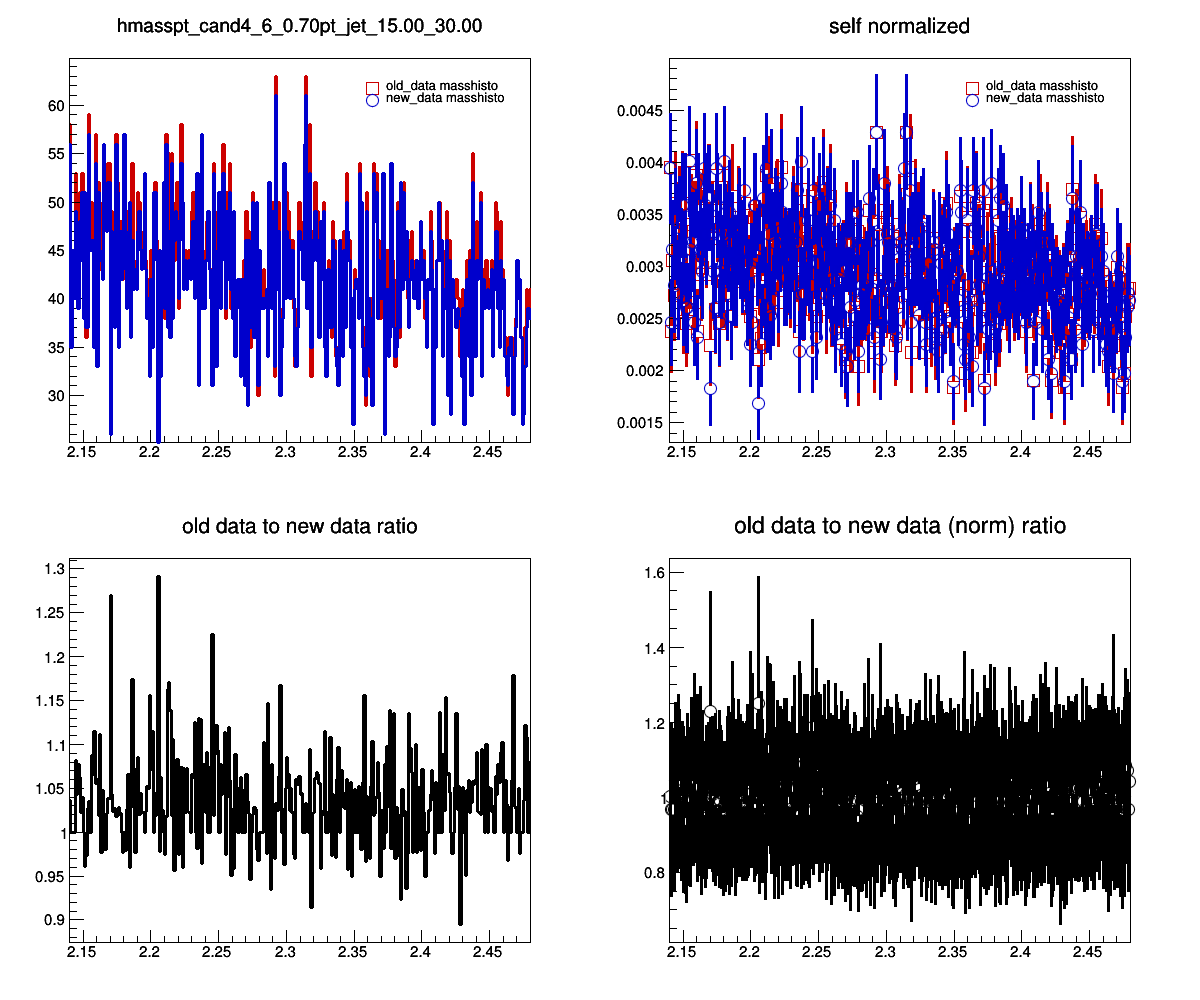 hmasspt_cand4_6_0.70pt_jet_15.00_30.00
old_data masshisto
new_data masshisto
60
55
50
45
40
35
30
2.15 2.2 2.25 2.3 2.35 2.4 2.45
self normalized
old_data masshisto
new_data masshisto
0.0045
0.004
0.0035
0.003
0.0025
0.002
0.0015
2.15 2.2 2.25 2.3 2.35 2.4 2.45
old data to new data ratio
1.3
1.25
1.2
1.15
1.1
1.05
1
0.95
0.9
2.15 2.2 2.25 2.3 2.35 2.4 2.45
old data to new data (norm) ratio
1.6
1.4
1.2
1
0.8
2.15 2.2 2.25 2.3 2.35 2.4 2.45